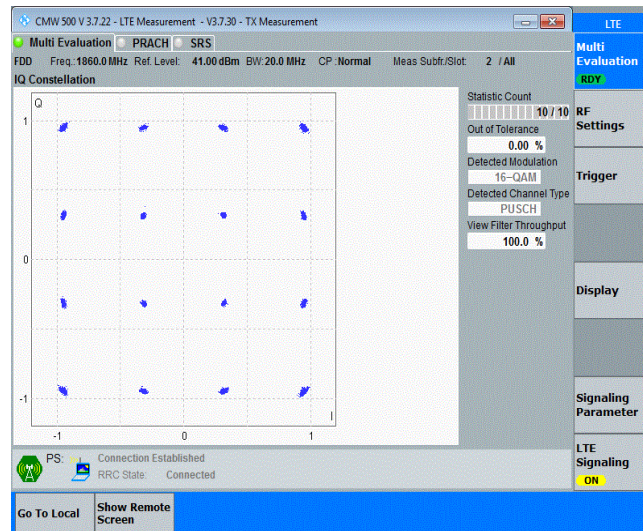 CMW 500 V 3.7.22 - LTE Measurement - V3.7.30 - TX Measurement
Multi Evaluation PRACH SRS
FDD Freq.: 1860.0 MHz Ref. Level: 41.00 dBm BW: 20.0 MHz CP : Normal Meas Subfr./Slot: 2 / All
IQ Constellation
Q
1
0
-1
I
-1 0 1
Statistic Count
10 / 10
Out of Tolerance
0.00 %
Detected Modulation
16-QAM
Detected Channel Type
PUSCH
View Filter Throughput
100.0 %
PS: Connection Established
RRC State: Connected
LTE
Multi
Evaluation
RDY
RF
Settings
Trigger
Display
Signaling
Parameter
LTE
Signaling
ON
Go To Local
Show Remote
Screen